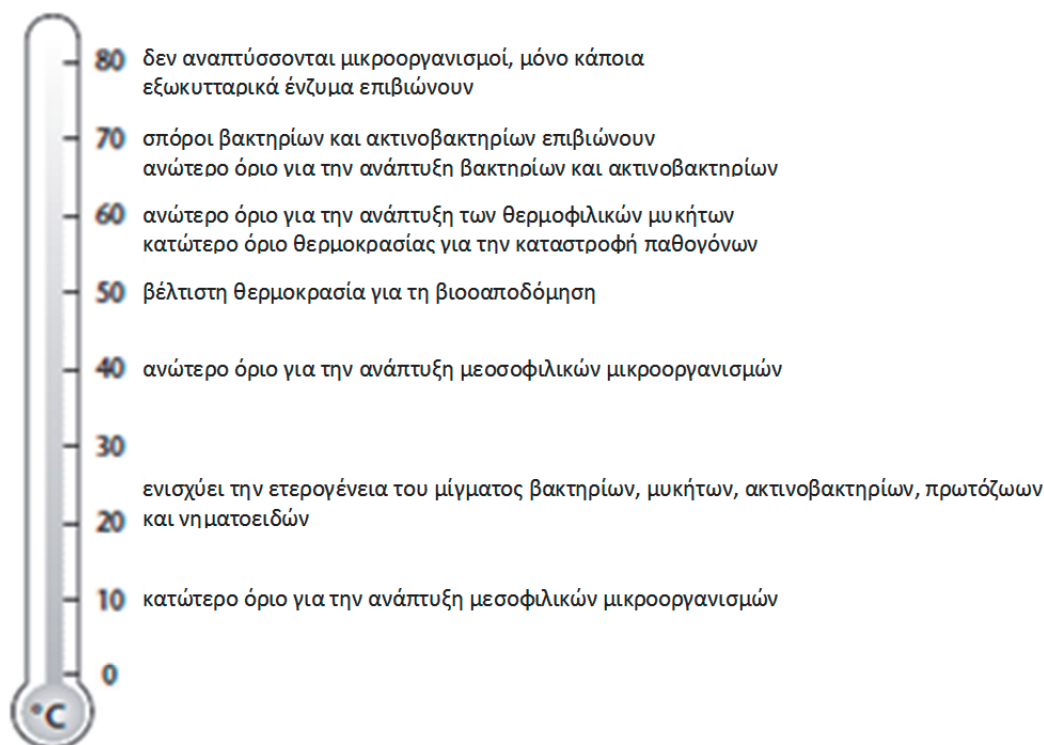 80 δεν αναπτύσσονται μικροοργανισμοί, μόνο κάποια
εξωκυτταρικά ένζυμα επιβιώνουν
70 σπόροι βακτηρίων και ακτινοβακτηρίων επιβιώνουν
ανώτερο όριο για την ανάπτυξη βακτηρίων και ακτινοβακτηρίων
60 ανώτερο όριο για την ανάπτυξη των θερμοφιλικών μυκήτων
κατώτερο όριο θερμοκρασίας για την καταστροφή παθογόνων
50 βέλτιστη θερμοκρασία για τη βιοοαποδόμηση
40 ανώτερο όριο για την ανάπτυξη μεοσοφιλικών μικροοργανισμών
30
ενισχύει την ετερογένεια του μίγματος βακτηρίων, μυκήτων, ακτινοβακτηρίων, πρωτόζωων
20 και νηματοειδών
10 κατώτερο όριο για την ανάπτυξη μεσοφιλικών μικροοργανισμών
0
°C